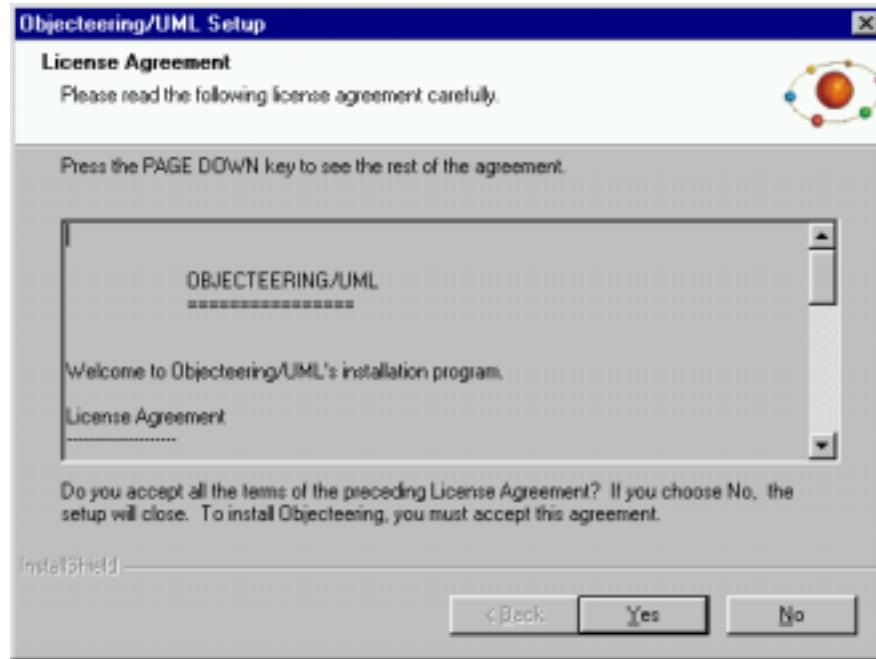 Objecteering/UML Setup
License Agreement
Please read the following license agreement carefully.
Press the PAGE DOWN key to see the rest of the agreement.
OBJECTEERING/UML
================
Welcome to Objecteering/UML's installation program.
License Agreement
-------------------
Do you accept all the terms of the preceding License Agreement? If you choose No, the
setup will close. To install Objecteering, you must accept this agreement.
InstallShield
< Back
Yes
No